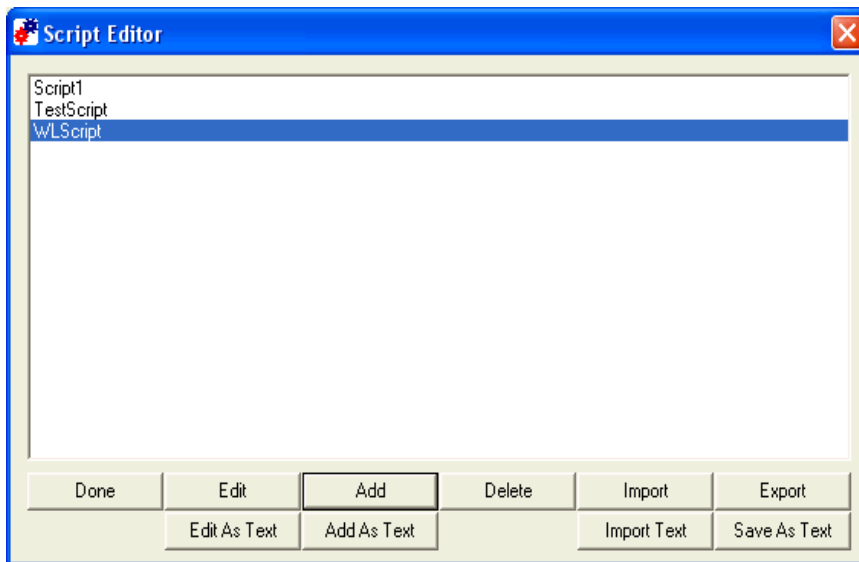 Script Editor
Script1
TestScript
WLScript
Done Edit Add Delete Import Export
Edit As Text Add As Text Import Text Save As Text